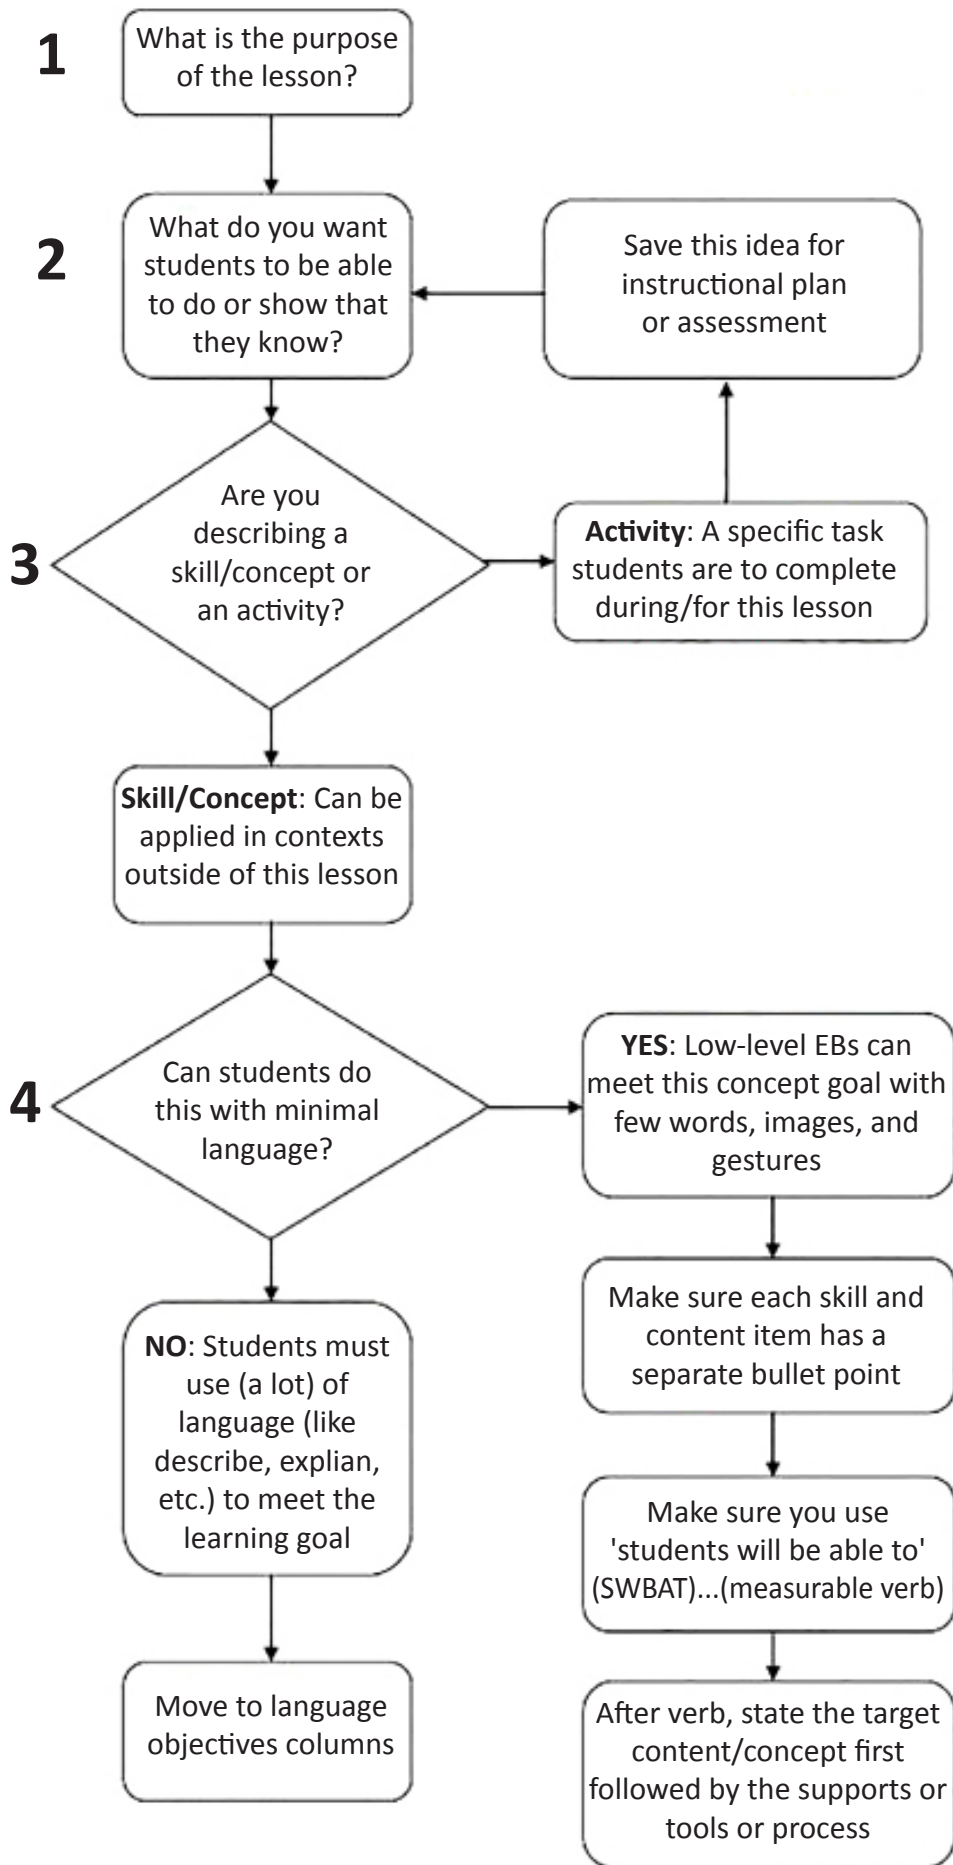 1
What is the purpose
of the lesson?
2
What do you want
students to be able
to do or show that
they know?
Save this idea for
instructional plan
or assessment
3
Are you
describing a
skill/concept or
an activity?
Activity: A specific task
students are to complete
during/for this lesson
Skill/Concept: Can be
applied in contexts
outside of this lesson
4
Can students do
this with minimal
language?
YES: Low-level EBs can
meet this concept goal with
few words, images, and
gestures
NO: Students must
use (a lot) of
language (like
describe, explian,
etc.) to meet the
learning goal
Make sure each skill and
content item has a
separate bullet point
Make sure you use
'students will be able to'
(SWBAT)...(measurable verb)
Move to language
objectives columns
After verb, state the target
content/concept first
followed by the supports or
tools or process